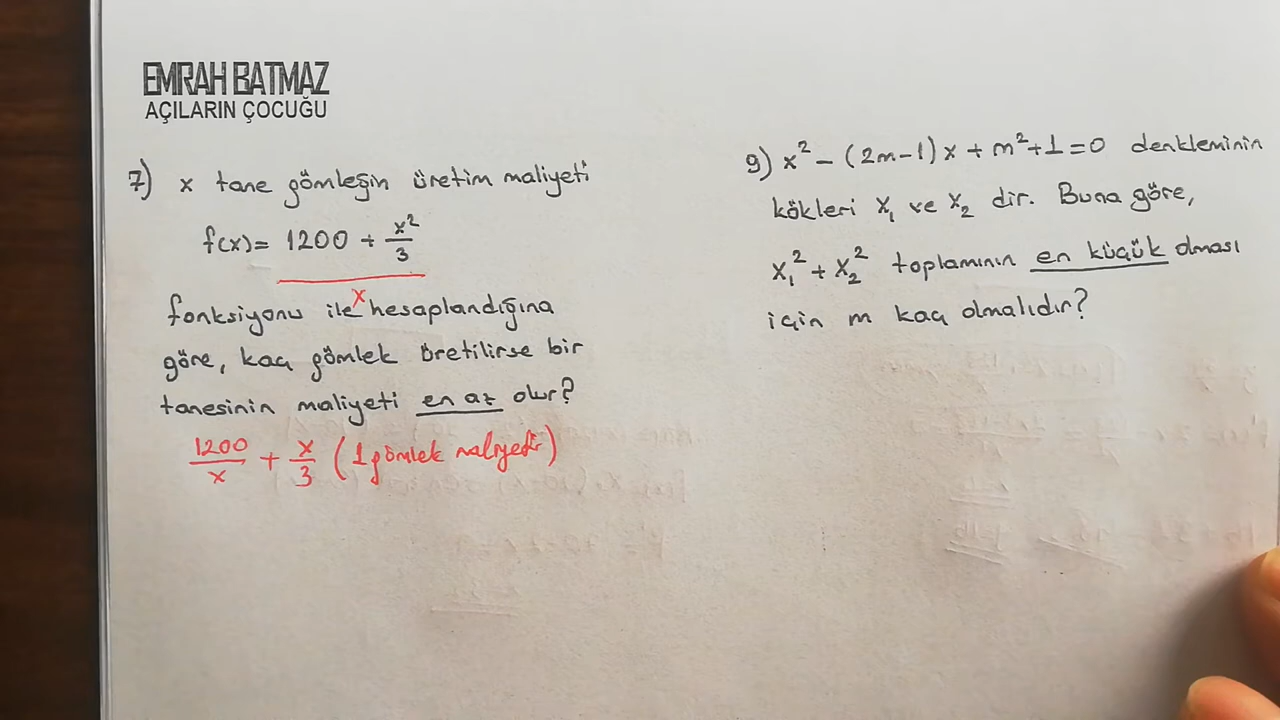 EMRAH BATMAZ
AÇILARIN ÇOCUĞU
7) x tane gömleğin üretim maliyeti
f(x) = 1200 + x²/3
x
fonksiyonu ile hesaplandığına
göre, kaç gömlek üretilirse bir
tanesinin maliyeti en az olur?
1200/x + x/3 (1 gömlek maliyeti)
9) x² - (2m-1)x + m²+1=0 denkleminin
kökleri x₁ ve x₂ dir. Buna göre,
x₁² + x₂² toplamının en küçük olması
için m kaç olmalıdır?